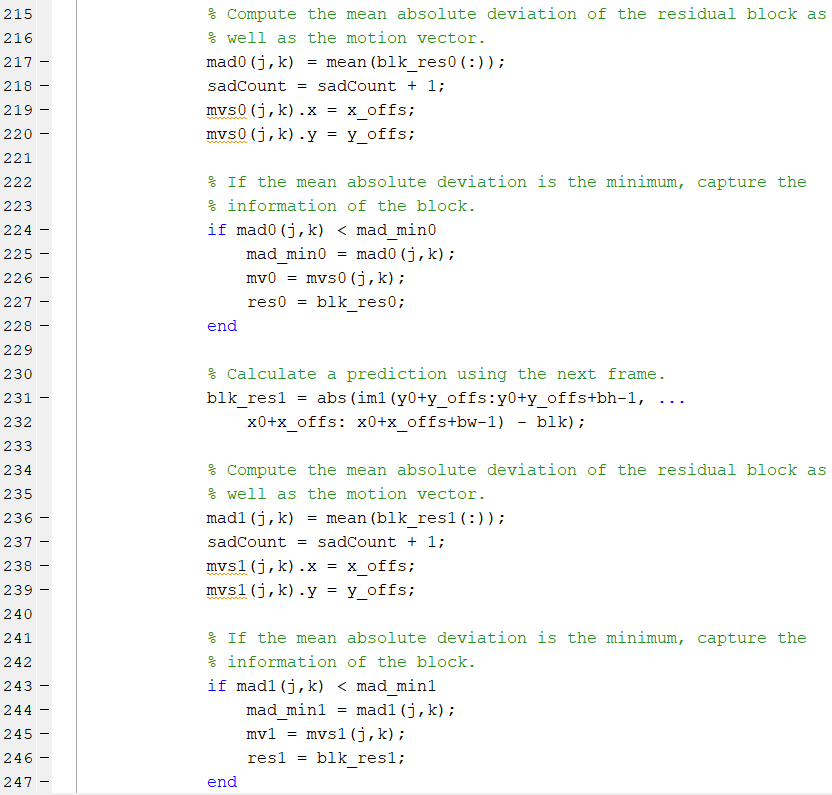 215 % Compute the mean absolute deviation of the residual block as
216 % well as the motion vector.
217 – mad0(j,k) = mean(blk_res0(:));
218 – sadCount = sadCount + 1;
219 – mvs0(j,k).x = x_offs;
220 – mvs0(j,k).y = y_offs;
221
222 % If the mean absolute deviation is the minimum, capture the
223 % information of the block.
224 – if mad0(j,k) < mad_min0
225 – mad_min0 = mad0(j,k);
226 – mv0 = mvs0(j,k);
227 – res0 = blk_res0;
228 – end
229
230 % Calculate a prediction using the next frame.
231 – blk_res1 = abs(im1(y0+y_offs:y0+y_offs+bh-1, ...
232 x0+x_offs: x0+x_offs+bw-1) - blk);
233
234 % Compute the mean absolute deviation of the residual block as
235 % well as the motion vector.
236 – mad1(j,k) = mean(blk_res1(:));
237 – sadCount = sadCount + 1;
238 – mvs1(j,k).x = x_offs;
239 – mvs1(j,k).y = y_offs;
240
241 % If the mean absolute deviation is the minimum, capture the
242 % information of the block.
243 – if mad1(j,k) < mad_min1
244 – mad_min1 = mad1(j,k);
245 – mv1 = mvs1(j,k);
246 – res1 = blk_res1;
247 – end